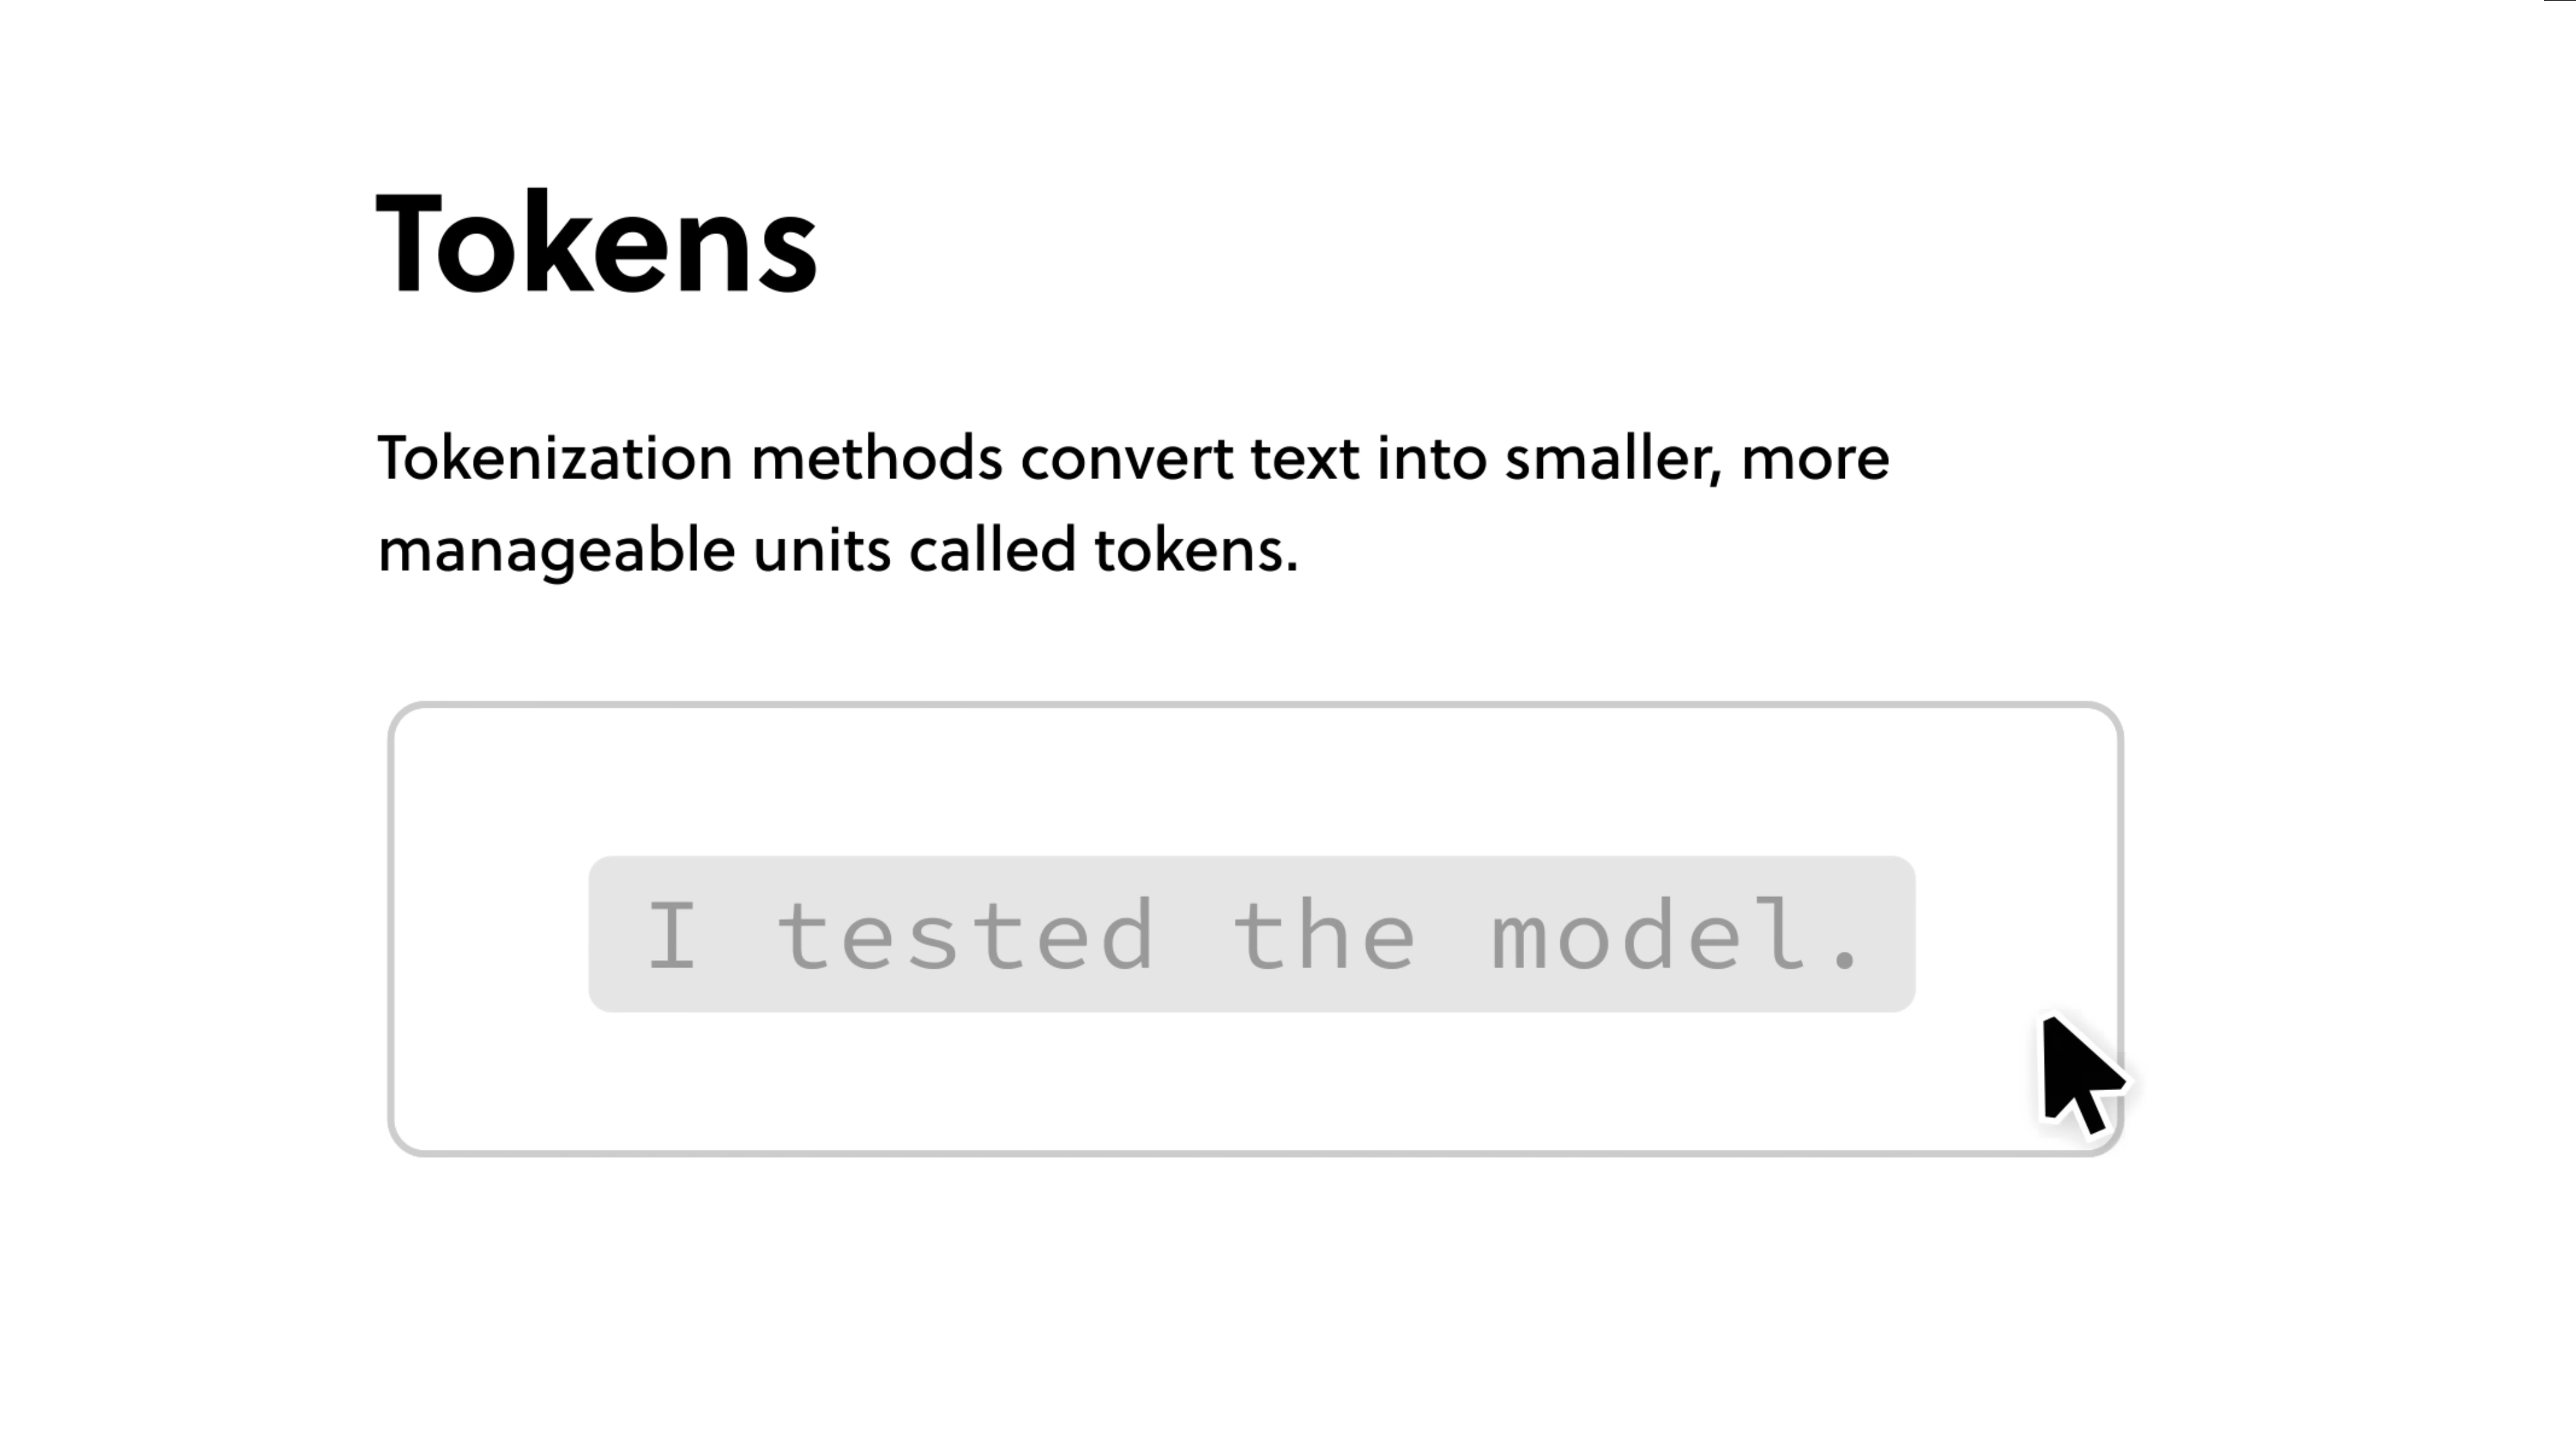 Tokens
Tokenization methods convert text into smaller, more
manageable units called tokens.
I tested the model.